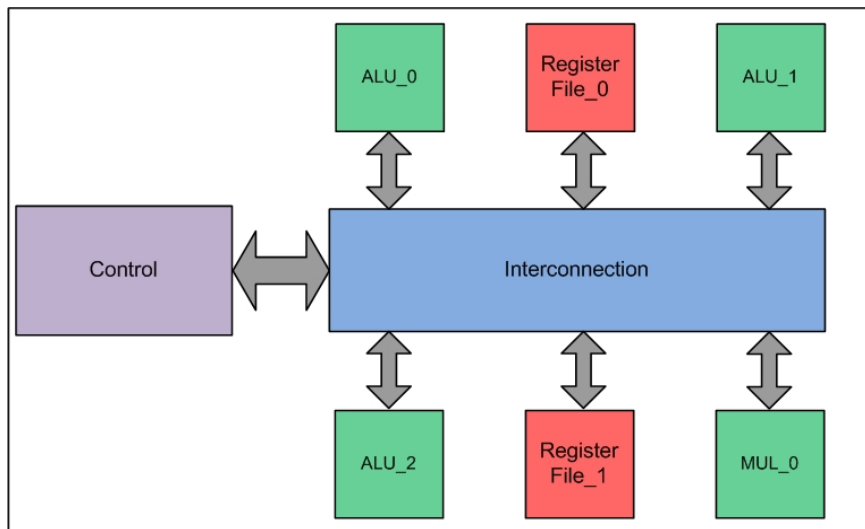 ALU_0
Register
File_0
ALU_1
Control
Interconnection
ALU_2
Register
File_1
MUL_0